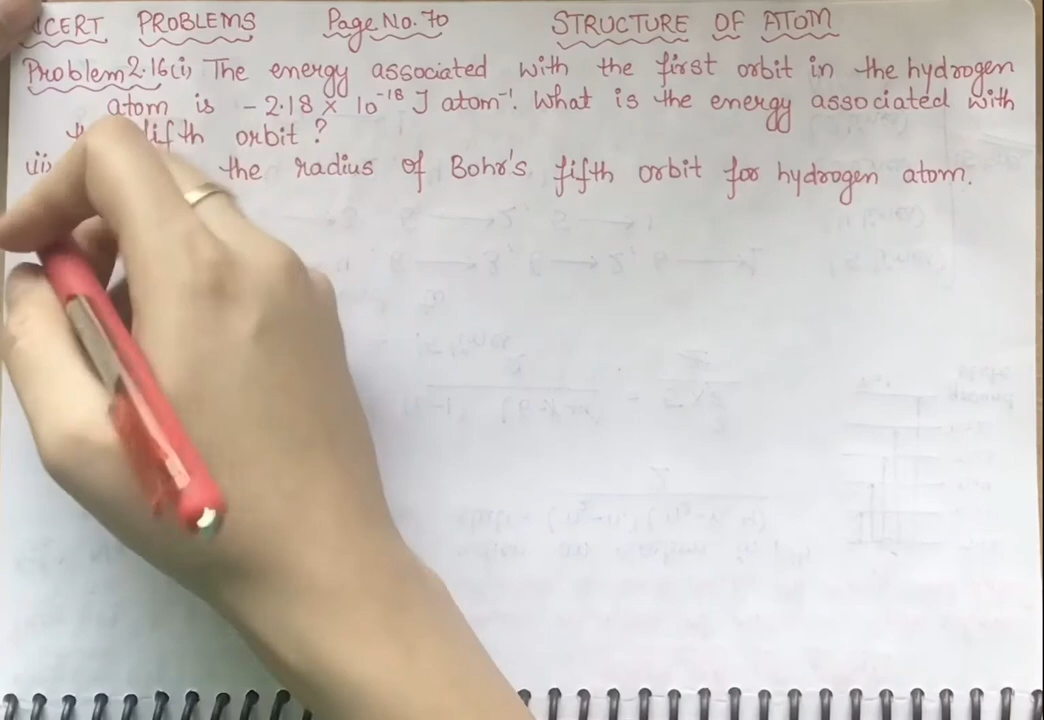 CERT PROBLEMS Page No. 70 STRUCTURE OF ATOM
Problem 2.16(i) The energy associated with the first orbit in the hydrogen
atom is -2.18 × 10⁻¹⁸ J atom⁻¹. What is the energy associated with
fifth orbit?
ii) the radius of Bohr's fifth orbit for hydrogen atom.